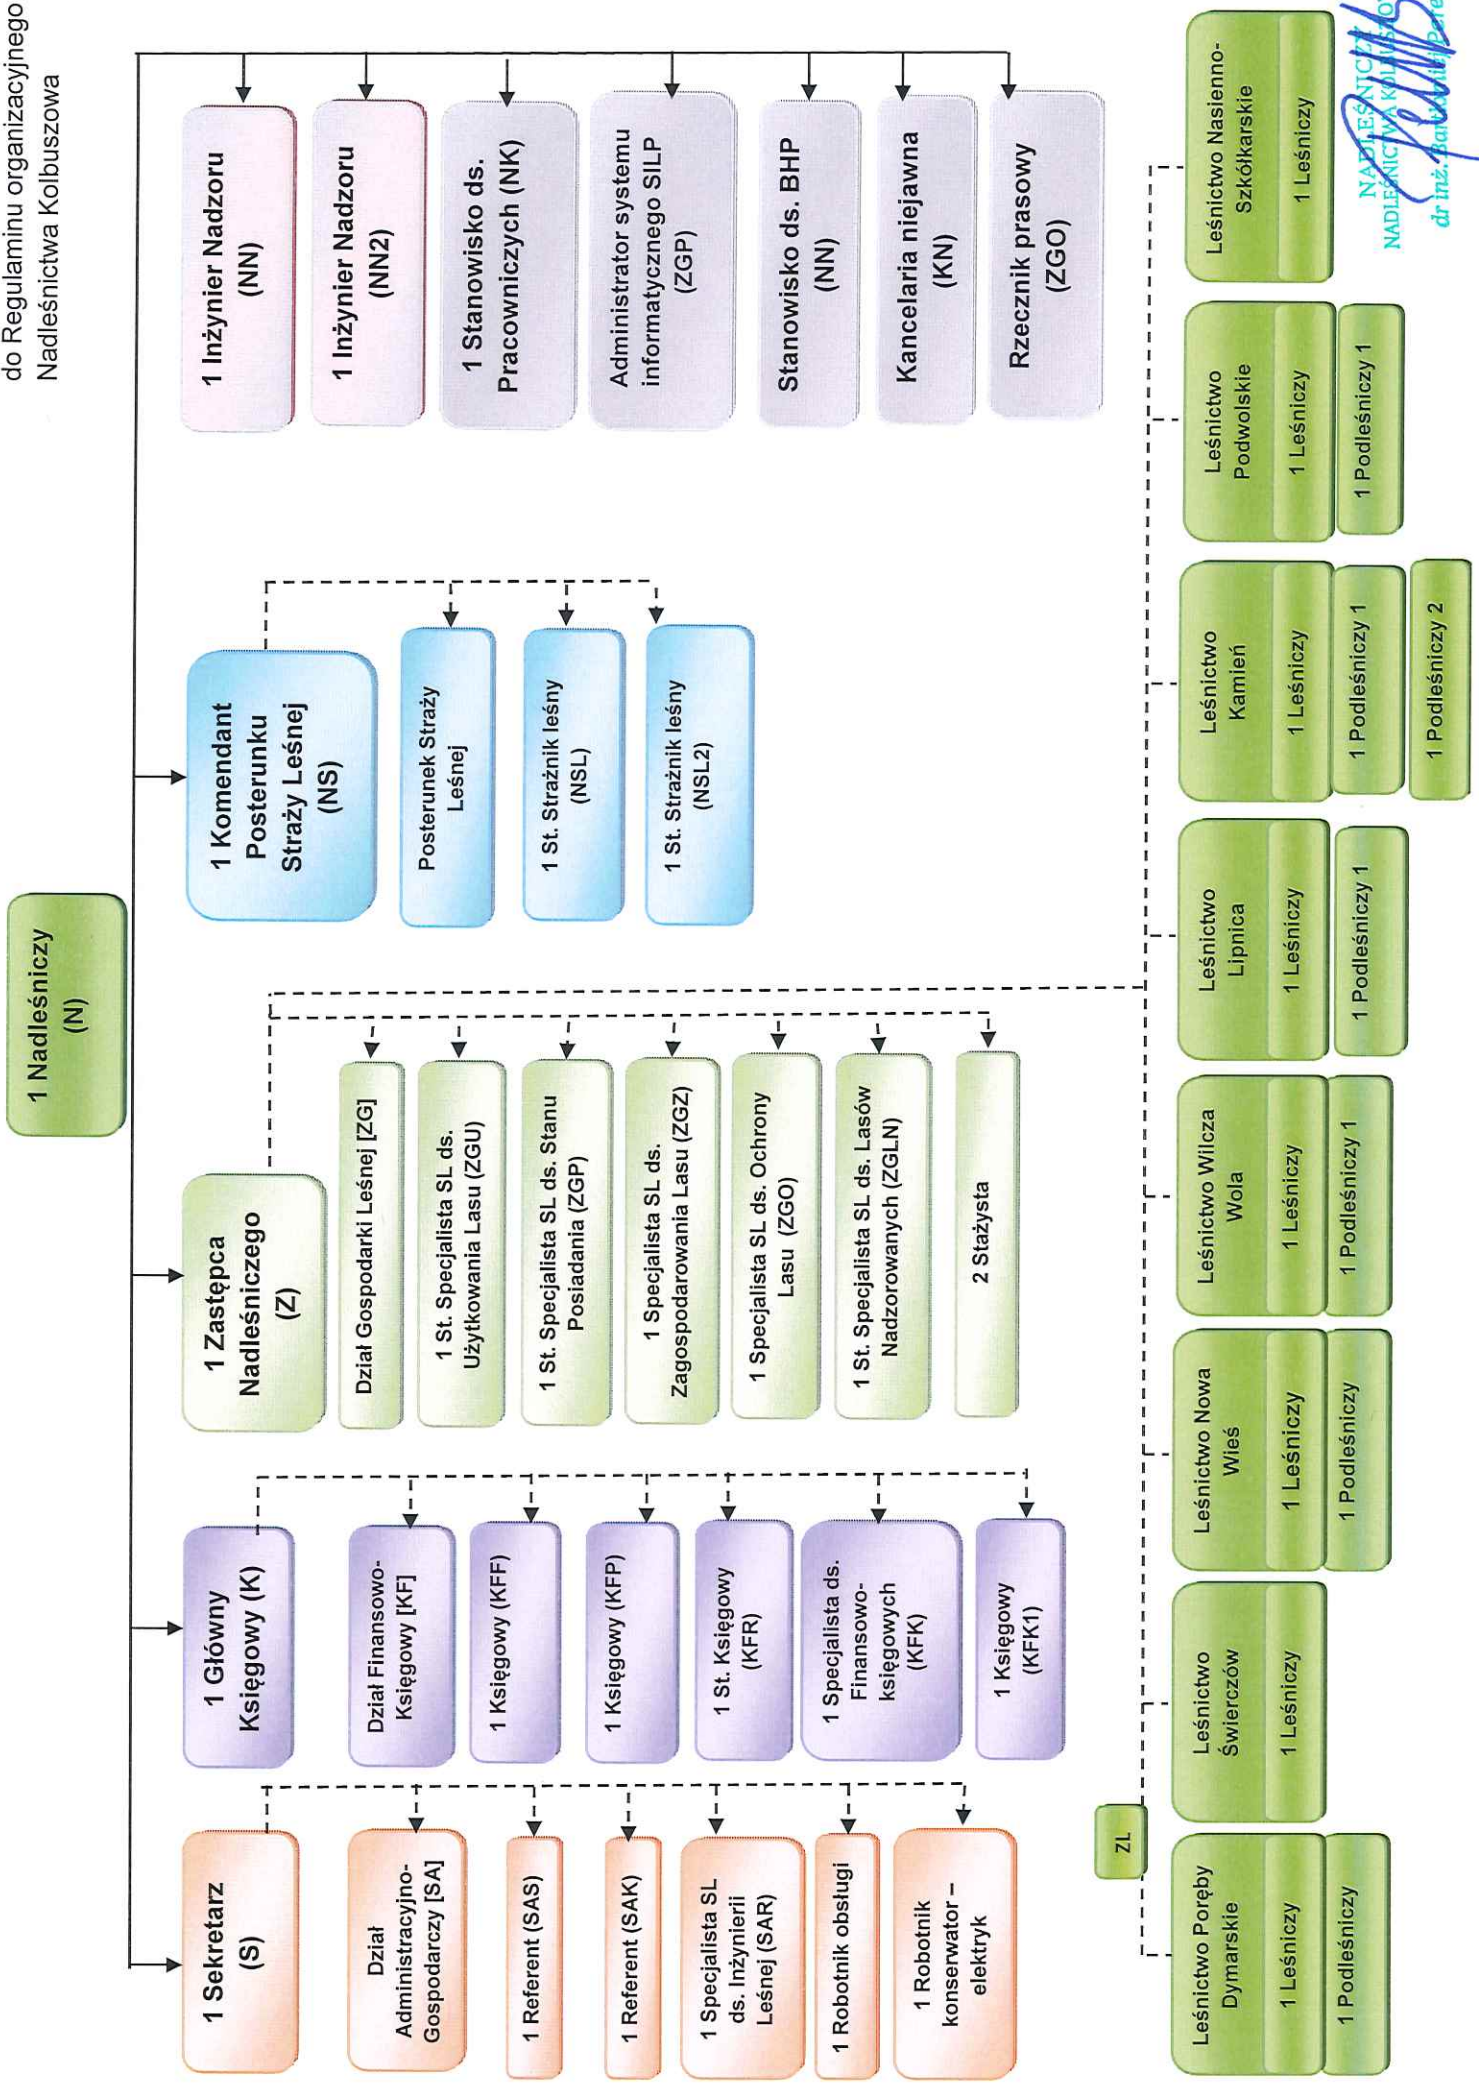 do Regulaminu organizacyjnego
Nadleśnictwa Kolbuszowa
1 Nadleśniczy
(N)
1 Sekretarz
(S)
Dział
Administracyjno-
Gospodarczy [SA]
1 Referent (SAS)
1 Referent (SAK)
1 Specjalista SL
ds. Inżynierii
Leśnej (SAR)
1 Robotnik obsługi
1 Robotnik
konserwator –
elektryk
1 Główny
Księgowy (K)
Dział Finansowo-
Księgowy [KF]
1 Księgowy (KFF)
1 Księgowy (KFP)
1 St. Księgowy
(KFR)
1 Specjalista ds.
Finansowo-
księgowych
(KFK)
1 Księgowy
(KFK1)
1 Zastępca
Nadleśniczego
(Z)
Dział Gospodarki Leśnej [ZG]
1 St. Specjalista SL ds.
Użytkowania Lasu (ZGU)
1 St. Specjalista SL ds. Stanu
Posiadania (ZGP)
1 Specjalista SL ds.
Zagospodarowania Lasu (ZGZ)
1 Specjalista SL ds. Ochrony
Lasu (ZGO)
1 St. Specjalista SL ds. Lasów
Nadzorowanych (ZGLN)
2 Stażysta
1 Komendant
Posterunku
Straży Leśnej
(NS)
Posterunek Straży
Leśnej
1 St. Strażnik leśny
(NSL)
1 St. Strażnik leśny
(NSL2)
1 Inżynier Nadzoru
(NN)
1 Inżynier Nadzoru
(NN2)
1 Stanowisko ds.
Pracowniczych (NK)
Administrator systemu
informatycznego SILP
(ZGP)
Stanowisko ds. BHP
(NN)
Kancelaria niejawna
(KN)
Rzecznik prasowy
(ZGO)
ZL
Leśnictwo Poręby
Dymarskie
1 Leśniczy
1 Podleśniczy
Leśnictwo
Świerczów
1 Leśniczy
Leśnictwo Nowa
Wieś
1 Leśniczy
1 Podleśniczy
Leśnictwo Wilcza
Wola
1 Leśniczy
1 Podleśniczy 1
Leśnictwo
Lipnica
1 Leśniczy
1 Podleśniczy 1
Leśnictwo
Kamień
1 Leśniczy
1 Podleśniczy 1
1 Podleśniczy 2
Leśnictwo
Podwolskie
1 Leśniczy
1 Podleśniczy 1
Leśnictwo Nasienno-
Szkółkarskie
1 Leśniczy
NADLEŚNICZY
NADLEŚNICTWA
dr inż.